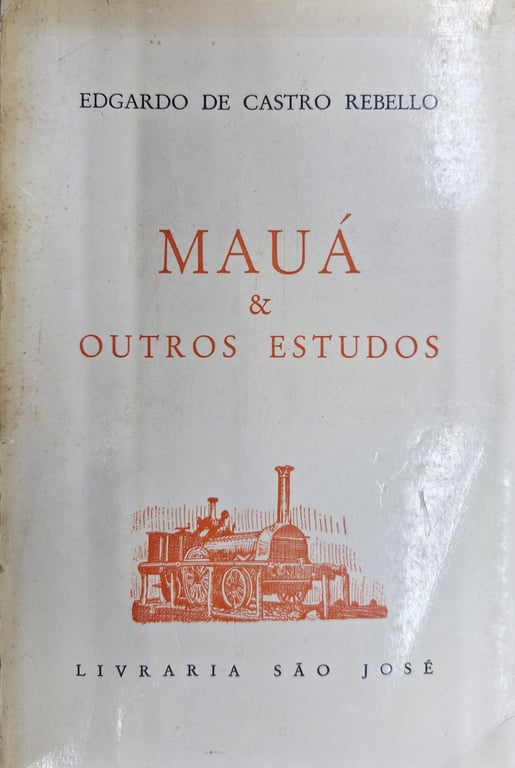 EDGARDO DE CASTRO REBELLO
MAUÁ
&
OUTROS ESTUDOS
LIVRARIA SÃO JOSÉ